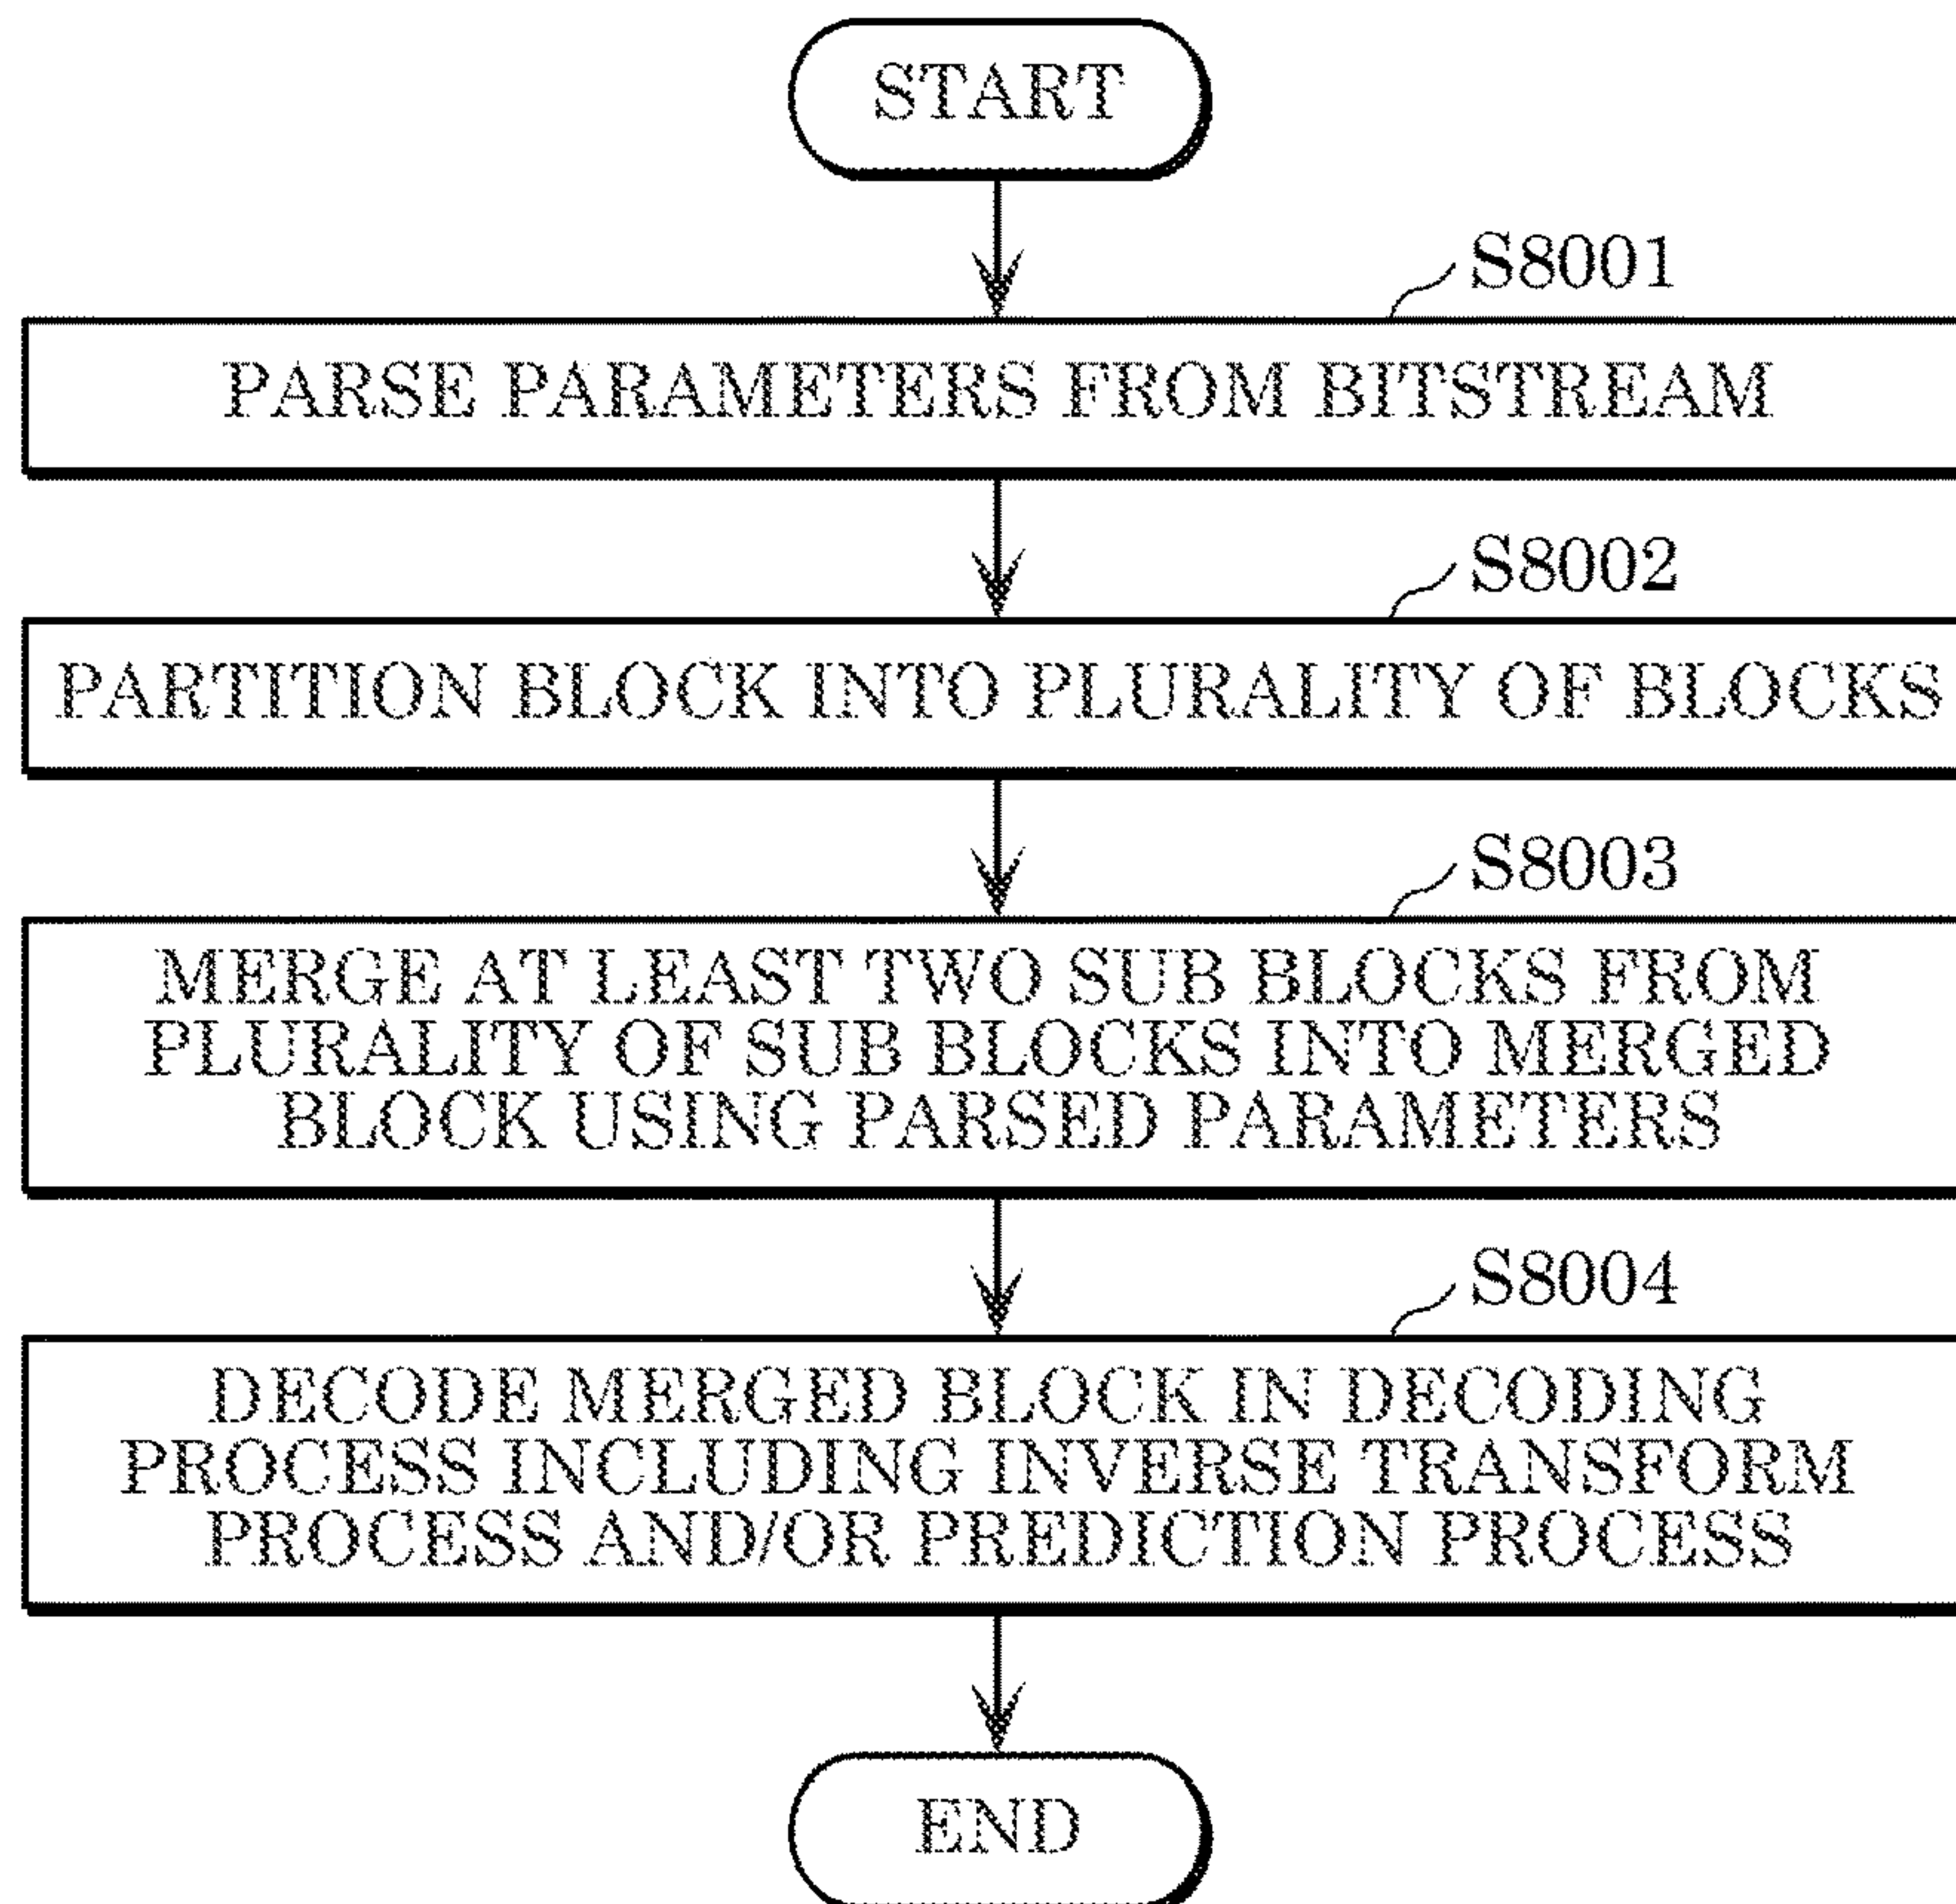 START
S8001
PARSE PARAMETERS FROM BITSTREAM
S8002
PARTITION BLOCK INTO PLURALITY OF BLOCKS
S8003
MERGE AT LEAST TWO SUB BLOCKS FROM
PLURALITY OF SUB BLOCKS INTO MERGED
BLOCK USING PARSED PARAMETERS
S8004
DECODE MERGED BLOCK IN DECODING
PROCESS INCLUDING INVERSE TRANSFORM
PROCESS AND/OR PREDICTION PROCESS
END